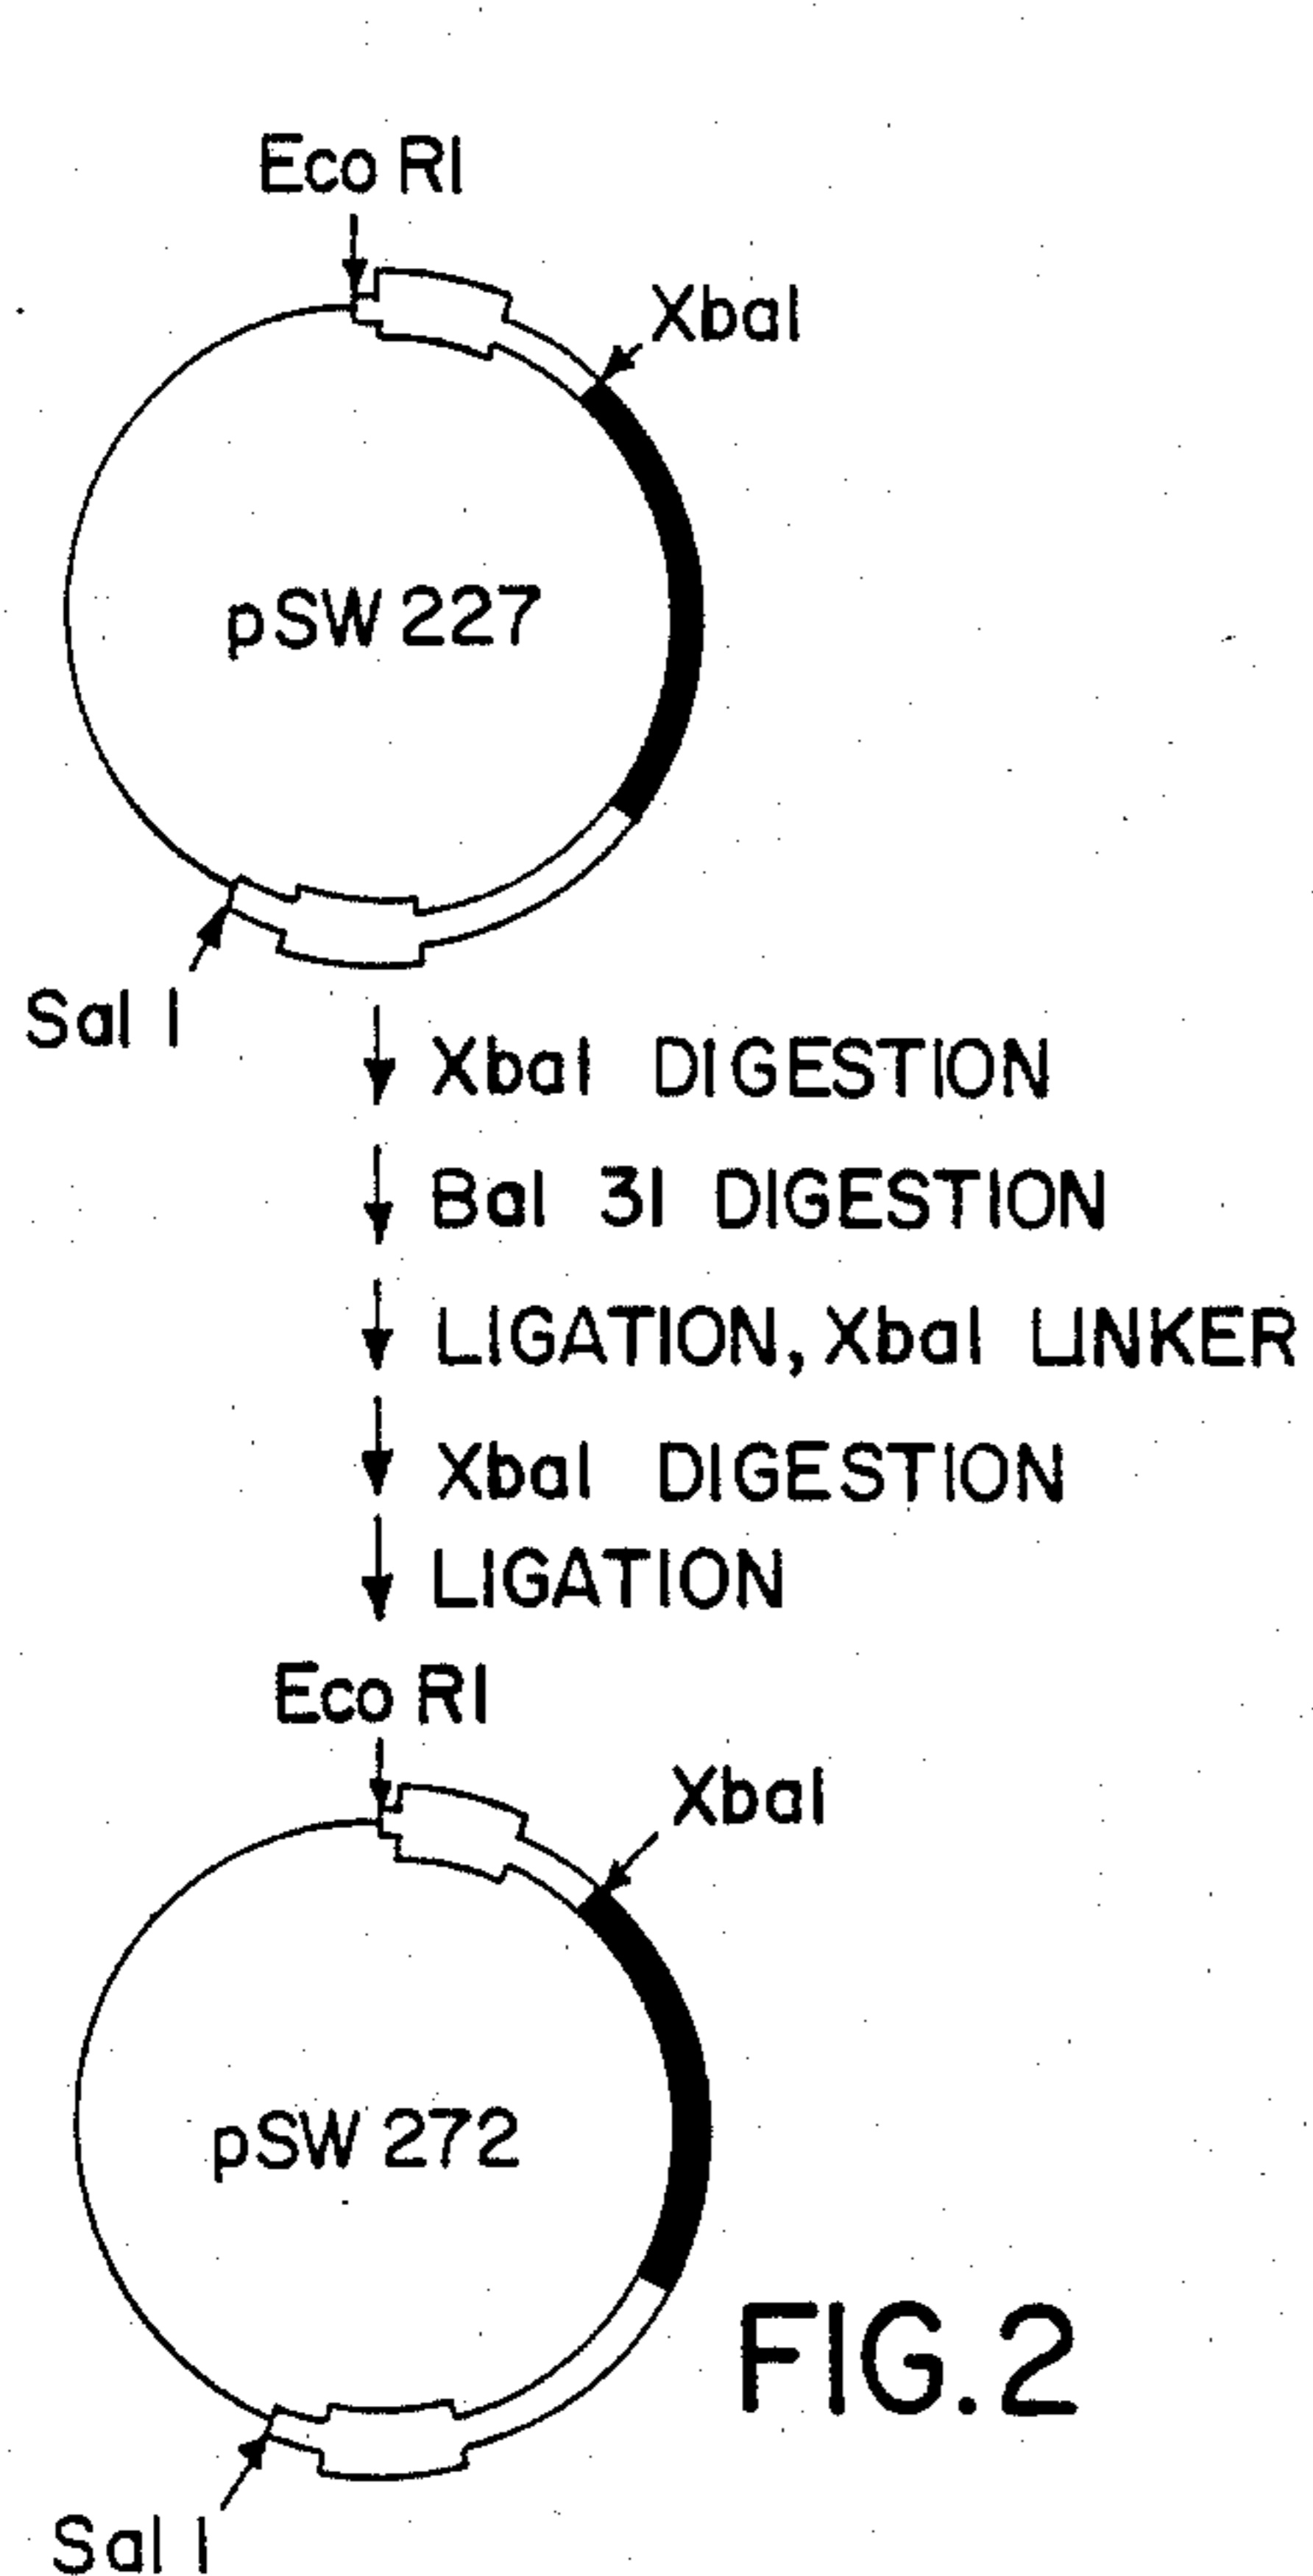 Eco RI
XbaI
pSW 227
Sal I
XbaI DIGESTION
Bal 31 DIGESTION
LIGATION, XbaI LINKER
XbaI DIGESTION
LIGATION
Eco RI
XbaI
pSW 272
FIG. 2
Sal I